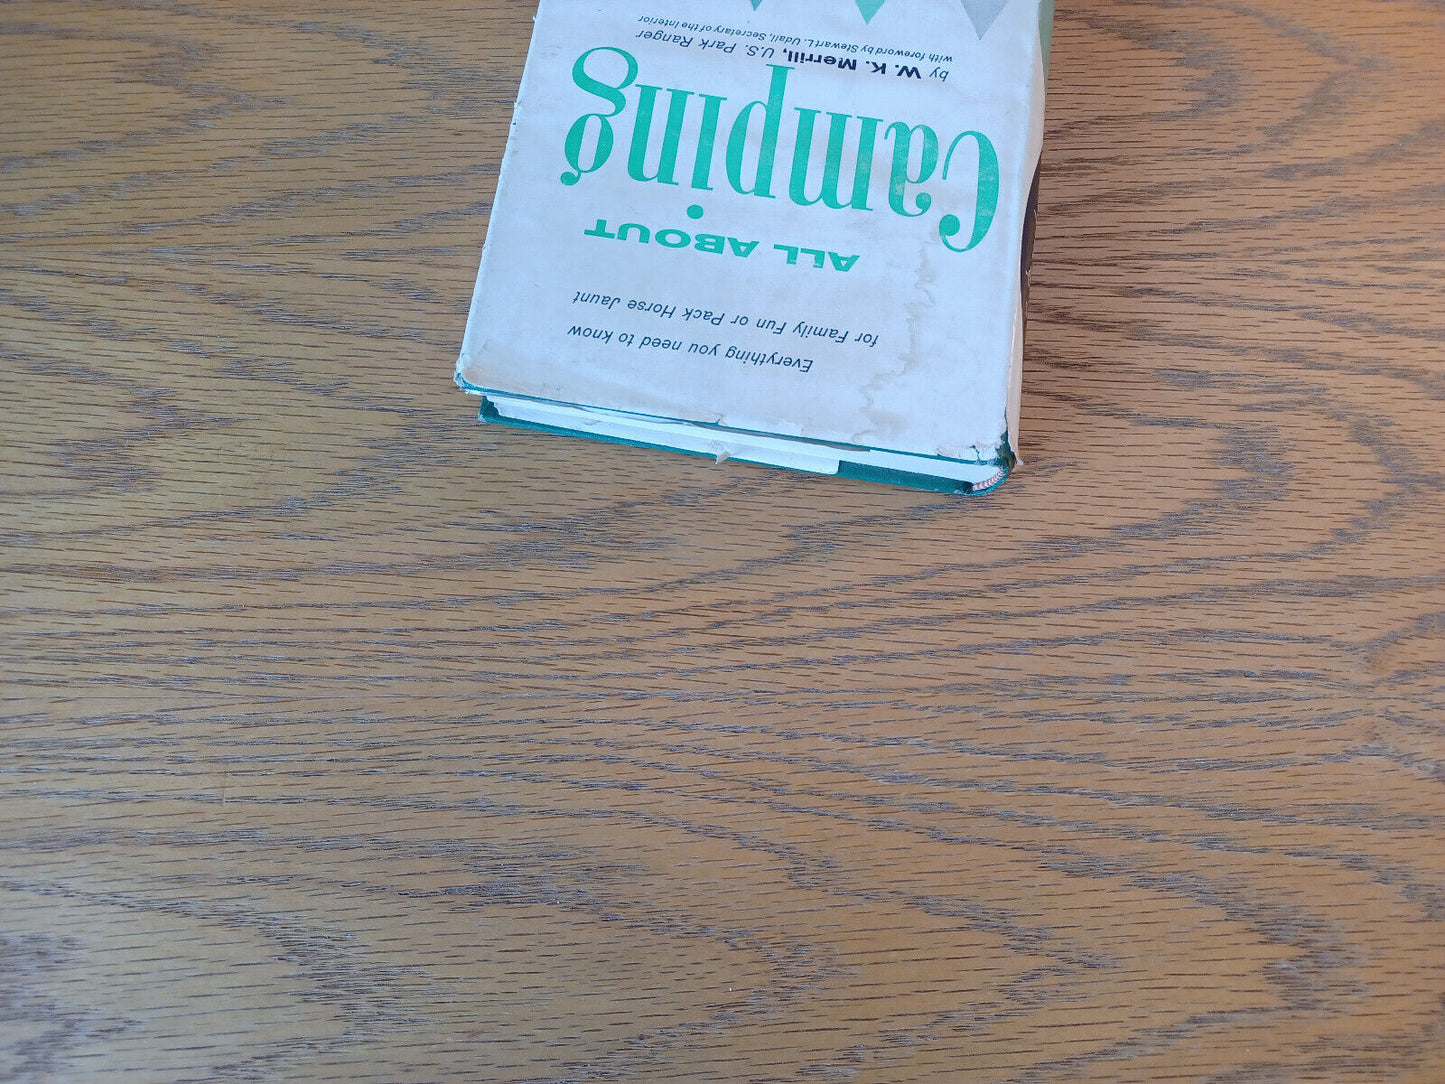 Everything you need to know
for Family Fun or Pack Horse Jaunt
ALL ABOUT
Camping
by W. K. Merrill, U.S. Park Ranger
with foreword by Stewart L. Udall, Secretary of the Interior